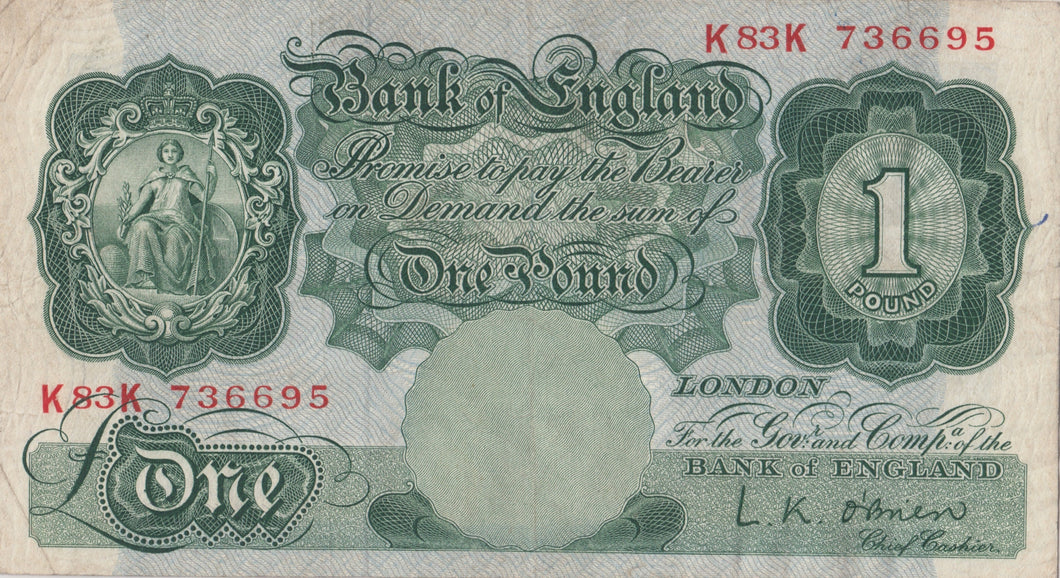 K83K 736695
Bank of England
Promise to pay the Bearer
on Demand the sum of
One Pound
1
POUND
K83K 736695
LONDON
For the Govr. and Compa. of the
BANK of ENGLAND
£ One
L. K. O'Brien
Chief Cashier.